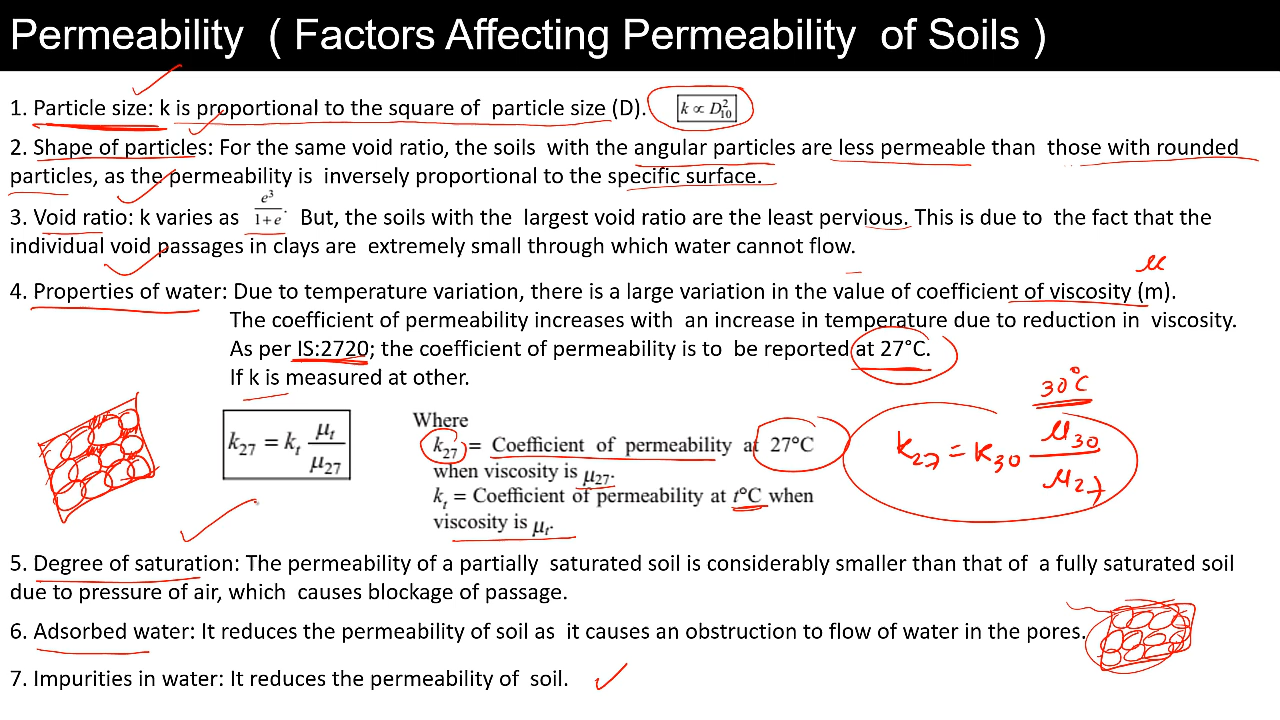 Permeability ( Factors Affecting Permeability of Soils )
1. Particle size: k is proportional to the square of particle size (D). k ∝ D₁₀²
2. Shape of particles: For the same void ratio, the soils with the angular particles are less permeable than those with rounded
particles, as the permeability is inversely proportional to the specific surface.
3. Void ratio: k varies as e³/(1+e). But, the soils with the largest void ratio are the least pervious. This is due to the fact that the
individual void passages in clays are extremely small through which water cannot flow.
μ
4. Properties of water: Due to temperature variation, there is a large variation in the value of coefficient of viscosity (m).
The coefficient of permeability increases with an increase in temperature due to reduction in viscosity.
As per IS:2720; the coefficient of permeability is to be reported at 27°C.
If k is measured at other.
30°C
k₂₇ = kₜ μₜ/μ₂₇
Where
k₂₇ = Coefficient of permeability at 27°C
when viscosity is μ₂₇.
kₜ = Coefficient of permeability at t°C when
viscosity is μₜ.
K₂₇ = K₃₀ μ₃₀/μ₂₇
5. Degree of saturation: The permeability of a partially saturated soil is considerably smaller than that of a fully saturated soil
due to pressure of air, which causes blockage of passage.
6. Adsorbed water: It reduces the permeability of soil as it causes an obstruction to flow of water in the pores.
7. Impurities in water: It reduces the permeability of soil.